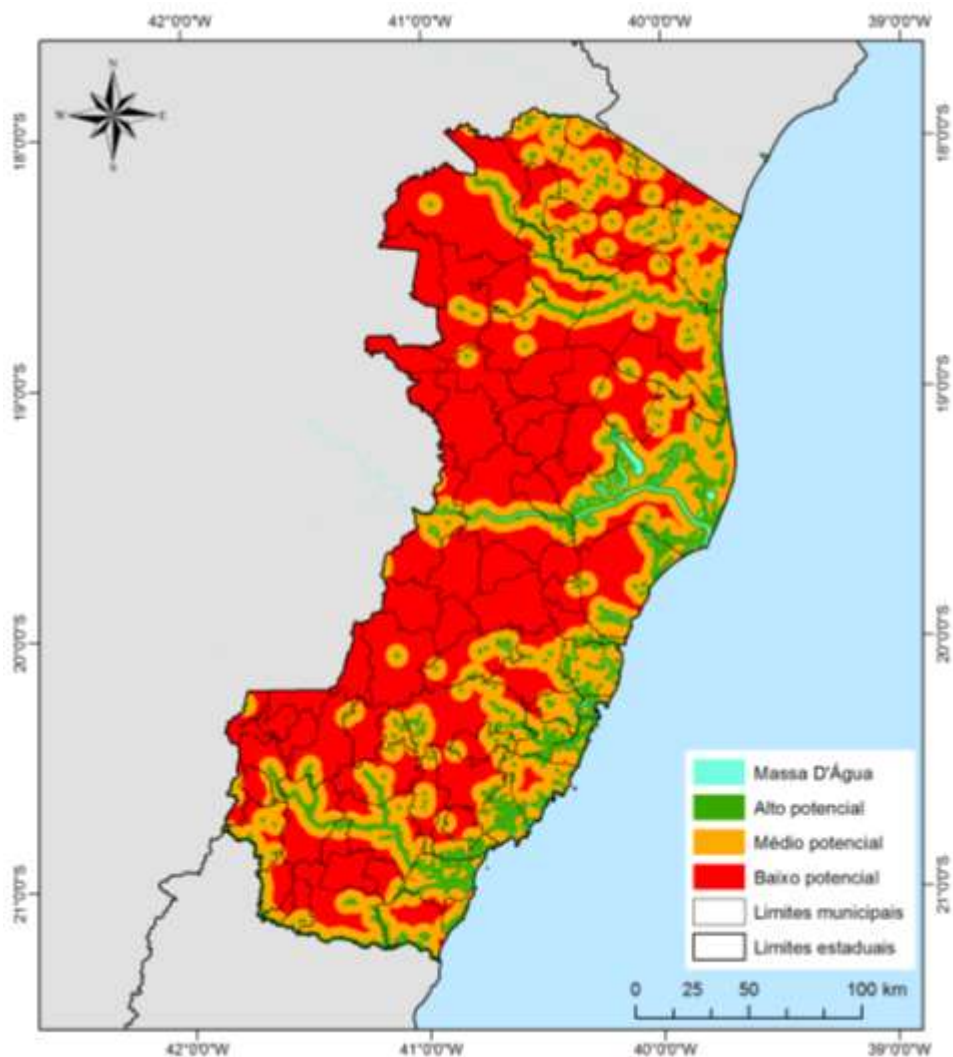 42°0'0"W 41°0'0"W 40°0'0"W 39°0'0"W
N
W E
S
18°0'0"S 18°0'0"S
19°0'0"S 19°0'0"S
20°0'0"S 20°0'0"S
21°0'0"S 21°0'0"S
Massa D'Água
Alto potencial
Médio potencial
Baixo potencial
Limites municipais
Limites estaduais
0 25 50 100 km
42°0'0"W 41°0'0"W 40°0'0"W 39°0'0"W